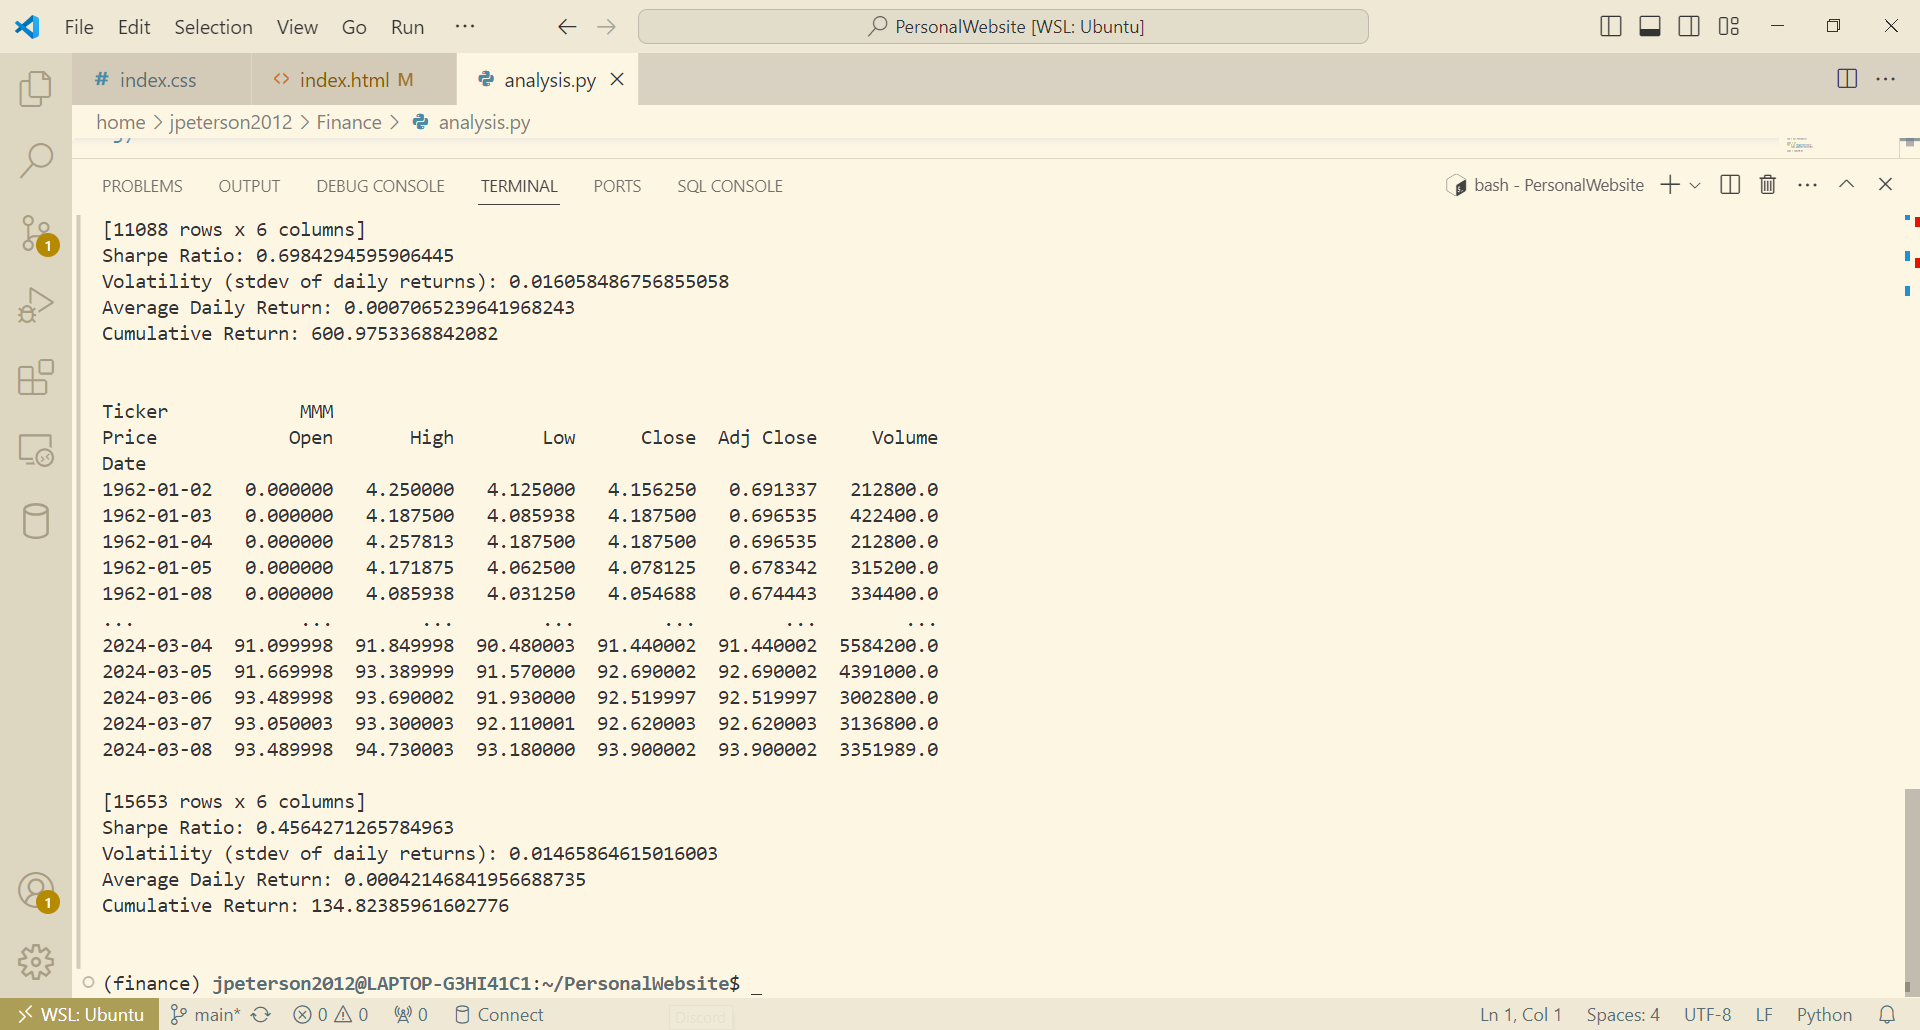 File Edit Selection View Go Run ··· PersonalWebsite [WSL: Ubuntu]
# index.css <> index.html M analysis.py
home > jpeterson2012 > Finance > analysis.py
PROBLEMS OUTPUT DEBUG CONSOLE TERMINAL PORTS SQL CONSOLE bash - PersonalWebsite
[11088 rows x 6 columns]
Sharpe Ratio: 0.6984294595906445
Volatility (stdev of daily returns): 0.016058486756855058
Average Daily Return: 0.0007065239641968243
Cumulative Return: 600.9753368842082
Ticker MMM
Price Open High Low Close Adj Close Volume
Date
1962-01-02 0.000000 4.250000 4.125000 4.156250 0.691337 212800.0
1962-01-03 0.000000 4.187500 4.085938 4.187500 0.696535 422400.0
1962-01-04 0.000000 4.257813 4.187500 4.187500 0.696535 212800.0
1962-01-05 0.000000 4.171875 4.062500 4.078125 0.678342 315200.0
1962-01-08 0.000000 4.085938 4.031250 4.054688 0.674443 334400.0
... ... ... ... ... ... ...
2024-03-04 91.099998 91.849998 90.480003 91.440002 91.440002 5584200.0
2024-03-05 91.669998 93.389999 91.570000 92.690002 92.690002 4391000.0
2024-03-06 93.489998 93.690002 91.930000 92.519997 92.519997 3002800.0
2024-03-07 93.050003 93.300003 92.110001 92.620003 92.620003 3136800.0
2024-03-08 93.489998 94.730003 93.180000 93.900002 93.900002 3351989.0
[15653 rows x 6 columns]
Sharpe Ratio: 0.4564271265784963
Volatility (stdev of daily returns): 0.01465864615016003
Average Daily Return: 0.00042146841956688735
Cumulative Return: 134.82385961602776
(finance) jpeterson2012@LAPTOP-G3HI41C1:~/PersonalWebsite$ _
1
1
WSL: Ubuntu main* 0 0 0 Connect Discord Ln 1, Col 1 Spaces: 4 UTF-8 LF Python